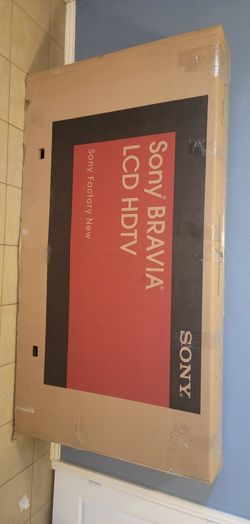 Sony® BRAVIA®
LCD HDTV
Sony Factory New
SONY